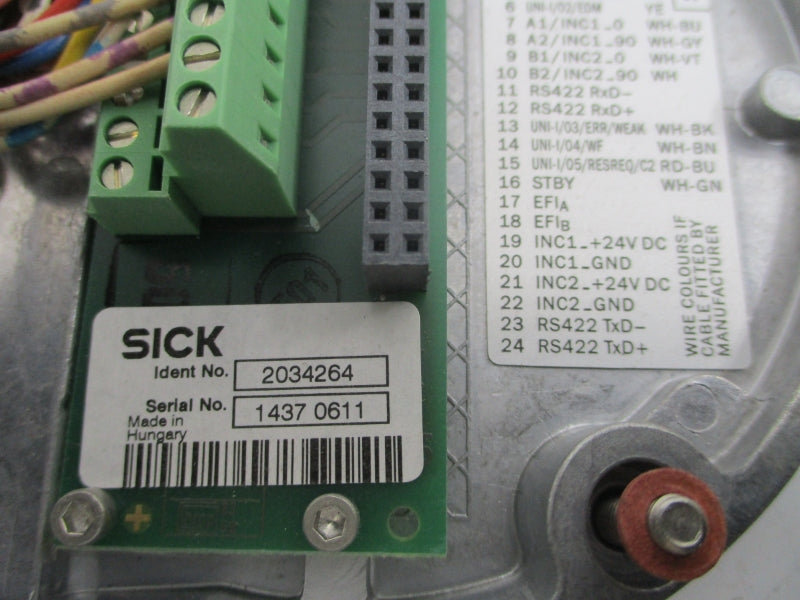 SICK
Ident No. 2034264
Serial No. 1437 0611
Made in
Hungary
6 UNI-I/02/EDM YE
7 A1/INC1_0 WH-BU
8 A2/INC1_90 WH-GY
9 B1/INC2_0 WH-VT
10 B2/INC2_90 WH
11 RS422 RxD-
12 RS422 RxD+
13 UNI-I/03/ERR/WEAK WH-BK
14 UNI-I/04/WF WH-BN
15 UNI-I/05/RESREQ/C2 RD-BU
16 STBY WH-GN
17 EFIA
18 EFIB
19 INC1_+24V DC
20 INC1_GND
21 INC2_+24V DC
22 INC2_GND
23 RS422 TxD-
24 RS422 TxD+
WIRE COLOURS IF
CABLE FITTED BY
MANUFACTURER